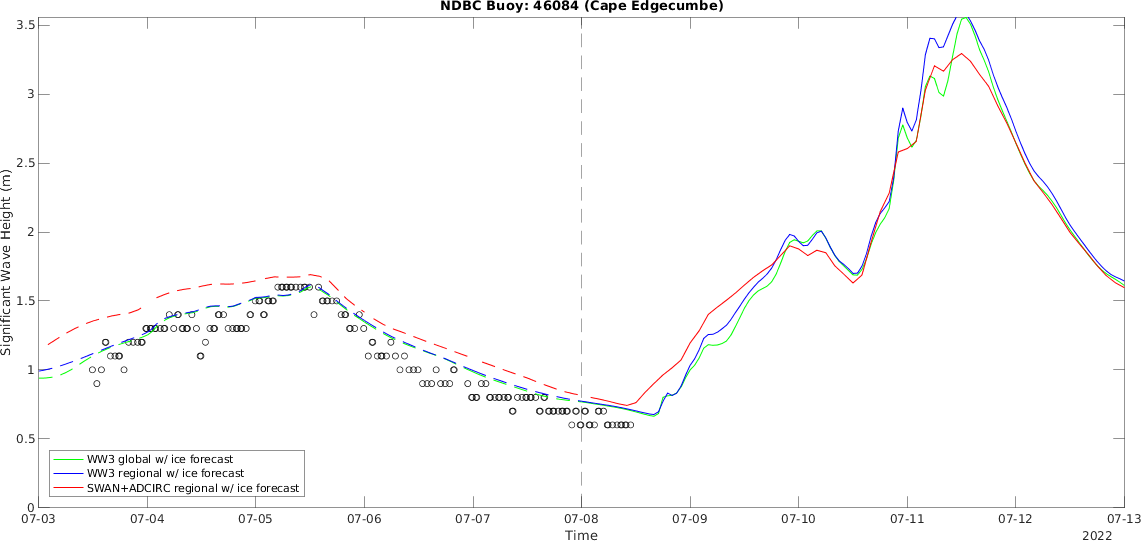 NDBC Buoy: 46084 (Cape Edgecumbe)
Significant Wave Height (m)
3.5
3
2.5
2
1.5
1
0.5
0
WW3 global w/ ice forecast
WW3 regional w/ ice forecast
SWAN+ADCIRC regional w/ ice forecast
07-03 07-04 07-05 07-06 07-07 07-08 07-09 07-10 07-11 07-12 07-13
Time
2022